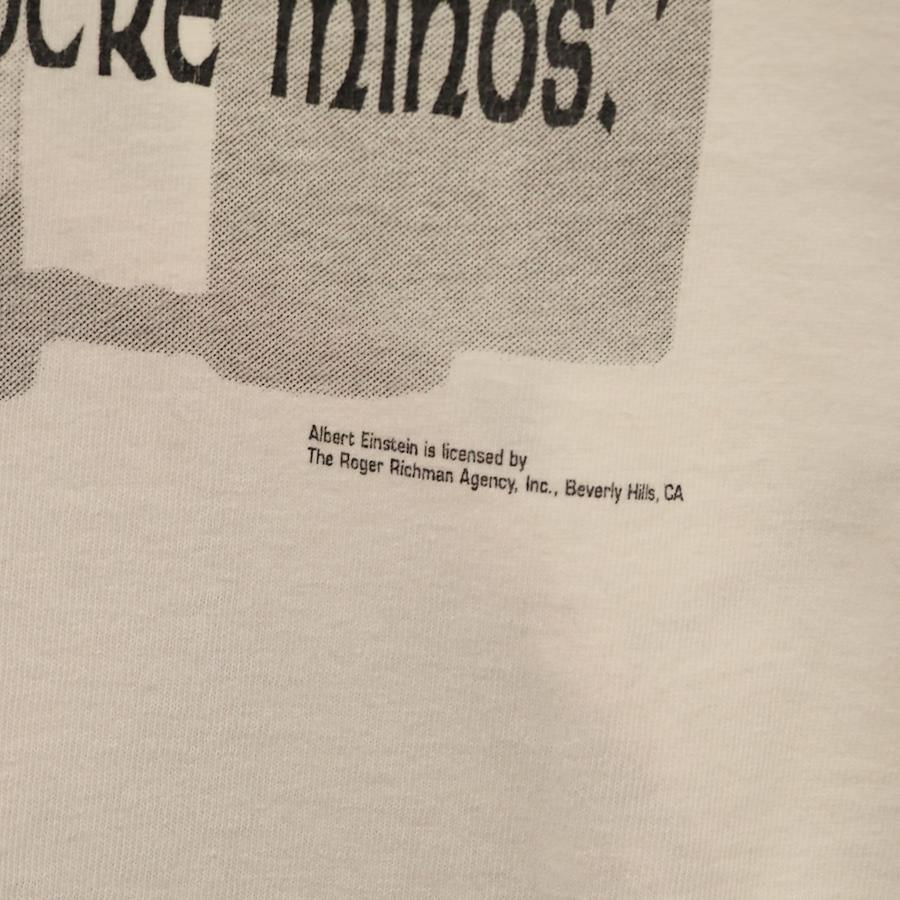 minds."
Albert Einstein is licensed by
The Roger Richman Agency, Inc., Beverly Hills, CA